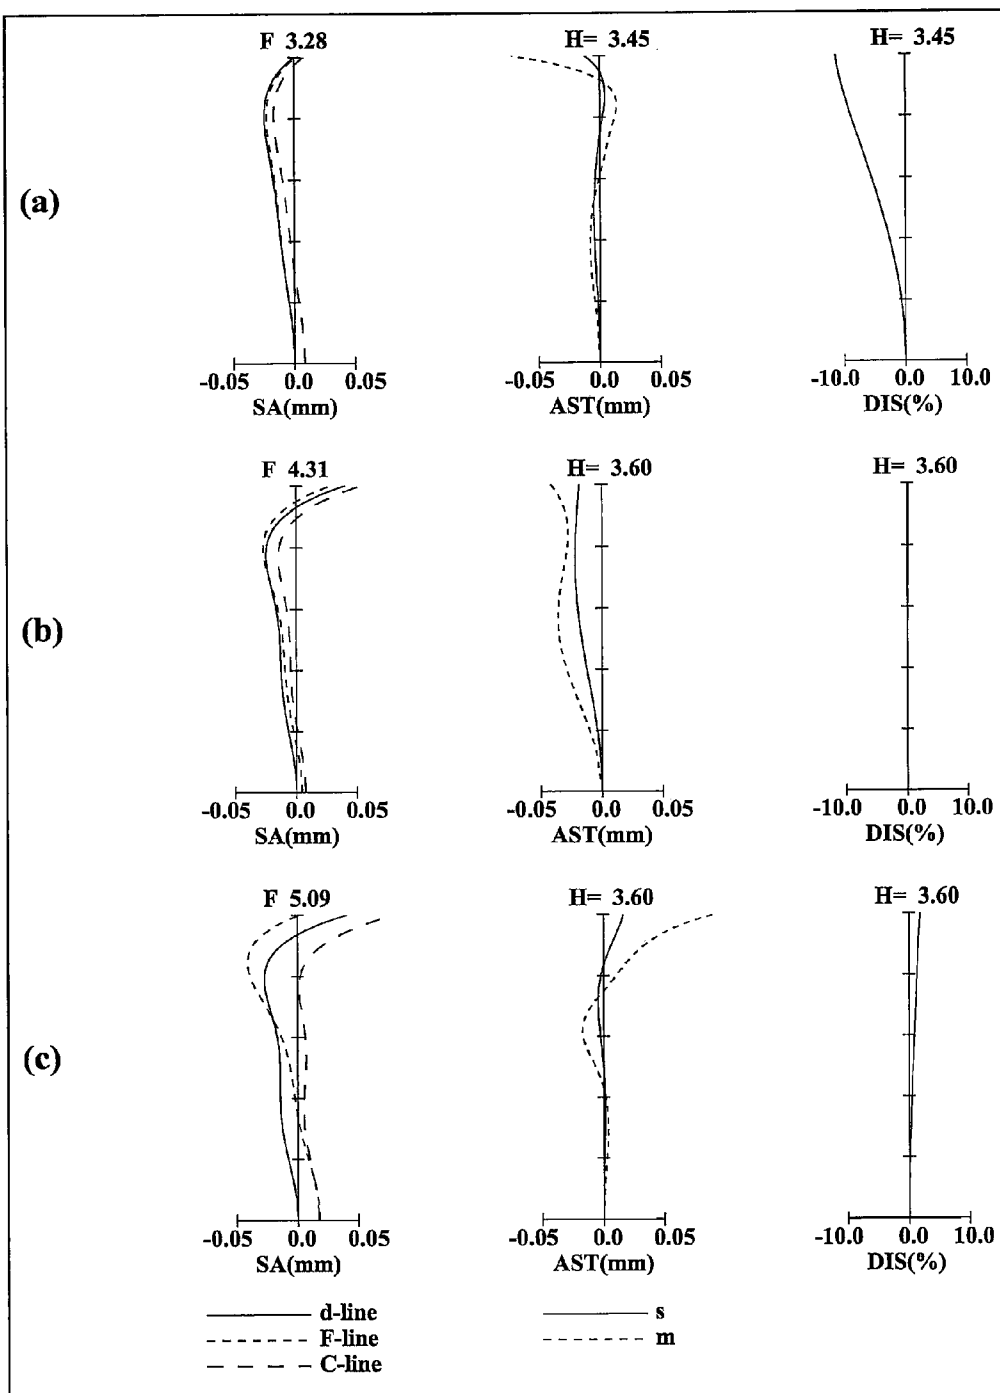 F 3.28
H= 3.45
H= 3.45
(a)
-0.05 0.0 0.05
SA(mm)
-0.05 0.0 0.05
AST(mm)
-10.0 0.0 10.0
DIS(%)
F 4.31
H= 3.60
H= 3.60
(b)
-0.05 0.0 0.05
SA(mm)
-0.05 0.0 0.05
AST(mm)
-10.0 0.0 10.0
DIS(%)
F 5.09
H= 3.60
H= 3.60
(c)
-0.05 0.0 0.05
SA(mm)
-0.05 0.0 0.05
AST(mm)
-10.0 0.0 10.0
DIS(%)
d-line
F-line
C-line
s
m